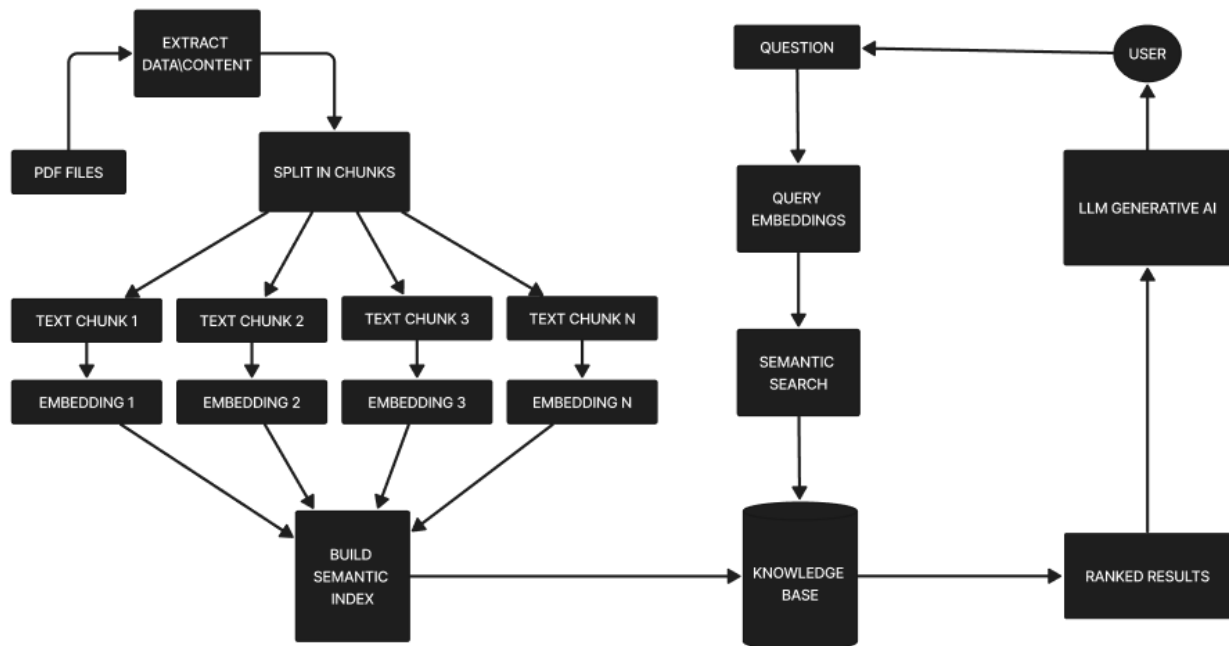 EXTRACT
DATA\CONTENT
PDF FILES
SPLIT IN CHUNKS
TEXT CHUNK 1
TEXT CHUNK 2
TEXT CHUNK 3
TEXT CHUNK N
EMBEDDING 1
EMBEDDING 2
EMBEDDING 3
EMBEDDING N
BUILD
SEMANTIC
INDEX
QUESTION
USER
QUERY
EMBEDDINGS
LLM GENERATIVE AI
SEMANTIC
SEARCH
KNOWLEDGE
BASE
RANKED RESULTS